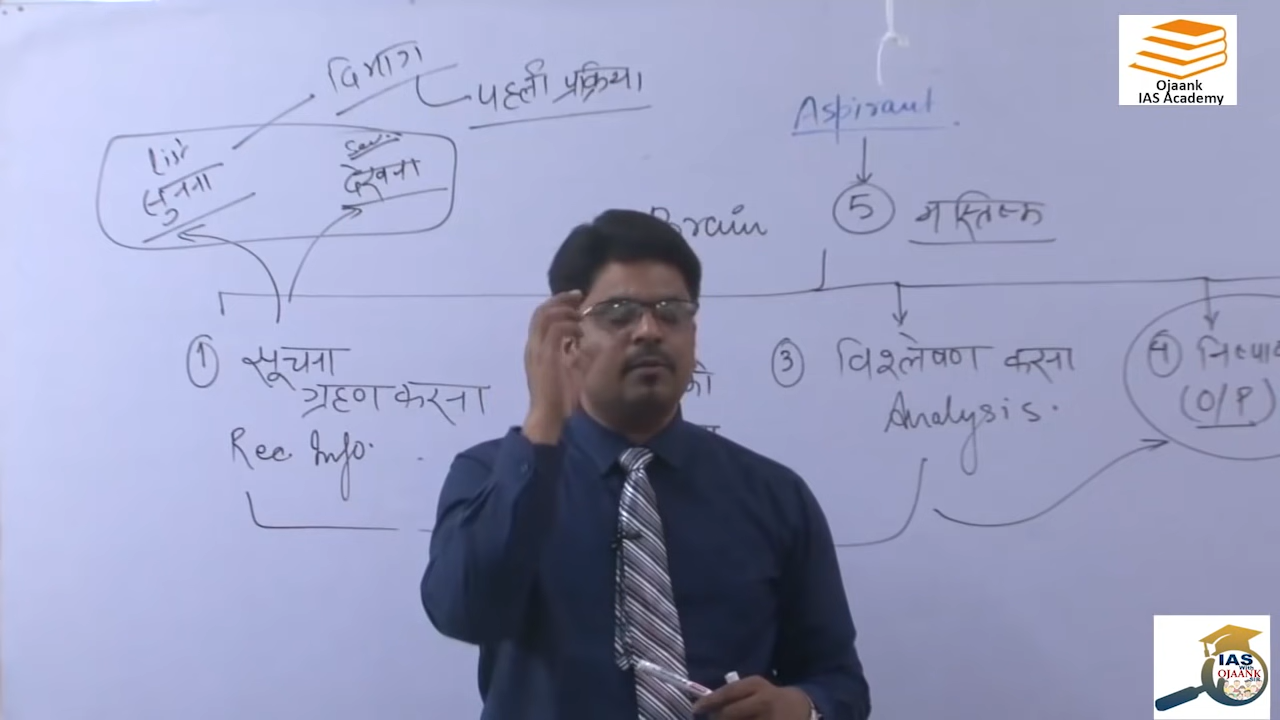 विभाग
पहली प्रक्रिया
List
सुनना
देखना
Aspirant
5 मस्तिष्क
Brain
1 सूचना
ग्रहण करना
Rec Info.
को
3 विश्लेषण करना
Analysis.
4
(O/P)
Ojaank
IAS Academy
IAS
With
OJAANK